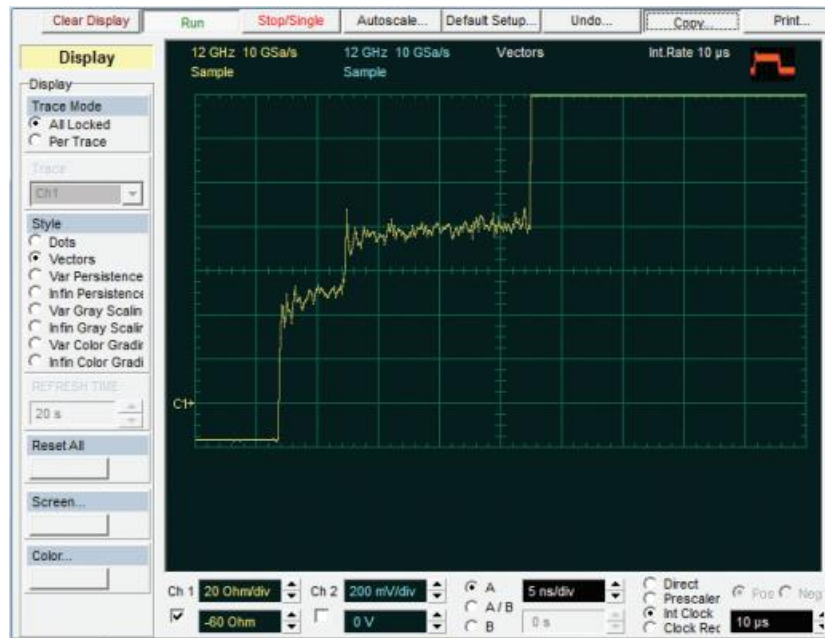 Clear Display Run Stop/Single Autoscale... Default Setup... Undo... Copy... Print...
Display
12 GHz 10 GSa/s 12 GHz 10 GSa/s Vectors Int.Rate 10 µs
Sample Sample
Display
Trace Mode
All Locked
Per Trace
Trace
Ch1
Style
Dots
Vectors
Var Persistence
Infin Persistence
Var Gray Scalin
Infin Gray Scalin
Var Color Gradi
Infin Color Gradi
REFRESH TIME
20 s
C1+
Reset All
Screen...
Color...
Ch 1 20 Ohm/div Ch 2 200 mV/div A 5 ns/div Direct
Prescaler Pos Neg
-60 Ohm 0 V A / B 0 s Int Clock 10 µs
B Clock Rec